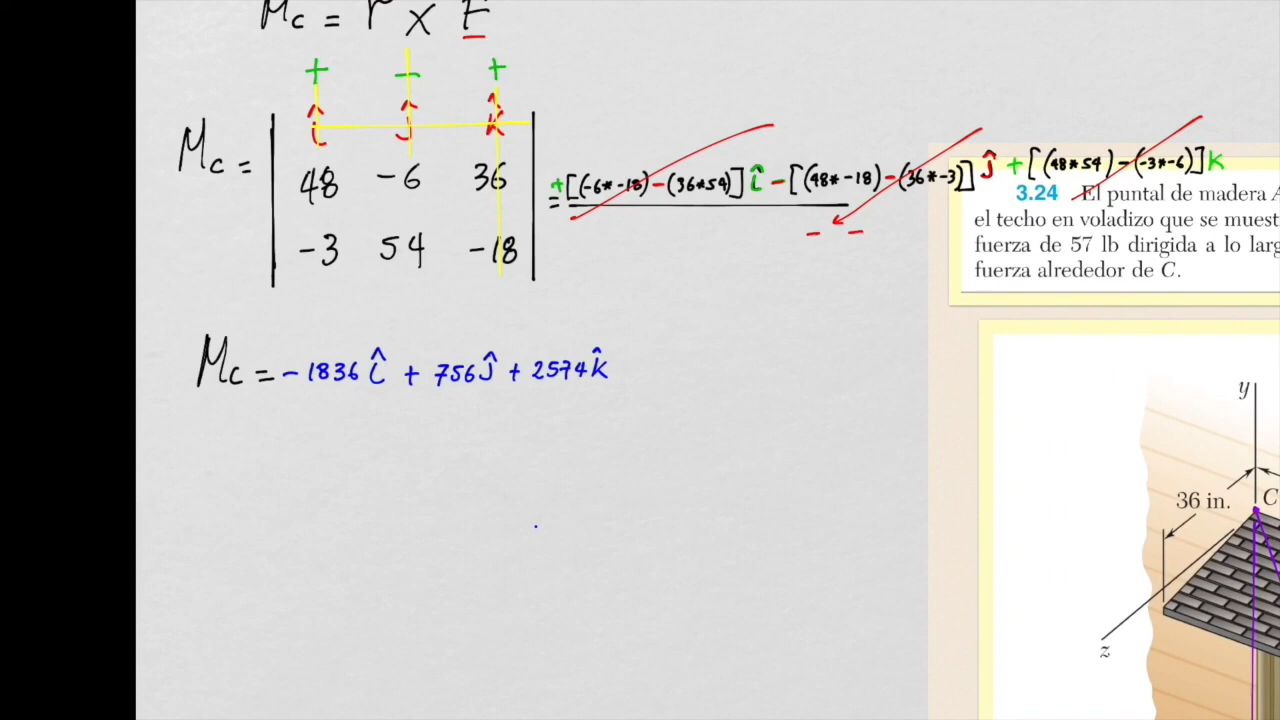 Mc = r x F
+ - +
î ĵ k̂
Mc = | 48 -6 36 | = +[(-6*-18)-(36*54)] î -[(48*-18)-(36*-3)] ĵ +[(48*54)-(-3*-6)]k
-3 54 -18
- -
3.24 El puntal de madera A
el techo en voladizo que se muest
fuerza de 57 lb dirigida a lo larg
fuerza alrededor de C.
Mc = -1836 î + 756 ĵ + 2574 k̂
y
36 in.
C
z